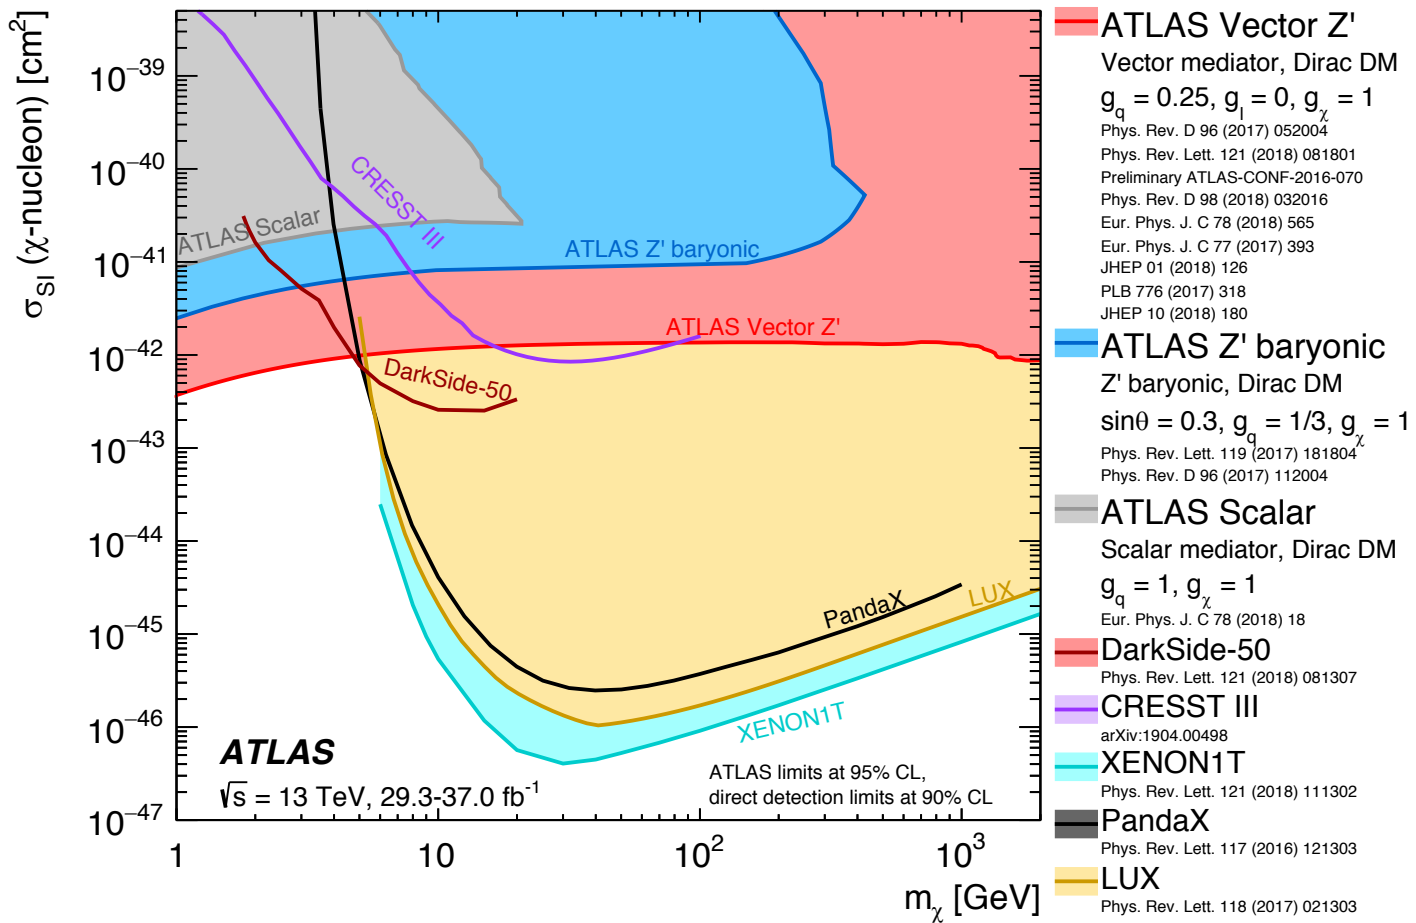 σ_SI (χ-nucleon) [cm²]
10⁻³⁹
10⁻⁴⁰
10⁻⁴¹
10⁻⁴²
10⁻⁴³
10⁻⁴⁴
10⁻⁴⁵
10⁻⁴⁶
10⁻⁴⁷
1
10
10²
10³
m_χ [GeV]
CRESST III
ATLAS Scalar
ATLAS Z' baryonic
ATLAS Vector Z'
DarkSide-50
PandaX
LUX
XENON1T
ATLAS
√s = 13 TeV, 29.3-37.0 fb⁻¹
ATLAS limits at 95% CL,
direct detection limits at 90% CL
ATLAS Vector Z'
Vector mediator, Dirac DM
g_q = 0.25, g_l = 0, g_χ = 1
Phys. Rev. D 96 (2017) 052004
Phys. Rev. Lett. 121 (2018) 081801
Preliminary ATLAS-CONF-2016-070
Phys. Rev. D 98 (2018) 032016
Eur. Phys. J. C 78 (2018) 565
Eur. Phys. J. C 77 (2017) 393
JHEP 01 (2018) 126
PLB 776 (2017) 318
JHEP 10 (2018) 180
ATLAS Z' baryonic
Z' baryonic, Dirac DM
sinθ = 0.3, g_q = 1/3, g_χ = 1
Phys. Rev. Lett. 119 (2017) 181804
Phys. Rev. D 96 (2017) 112004
ATLAS Scalar
Scalar mediator, Dirac DM
g_q = 1, g_χ = 1
Eur. Phys. J. C 78 (2018) 18
DarkSide-50
Phys. Rev. Lett. 121 (2018) 081307
CRESST III
arXiv:1904.00498
XENON1T
Phys. Rev. Lett. 121 (2018) 111302
PandaX
Phys. Rev. Lett. 117 (2016) 121303
LUX
Phys. Rev. Lett. 118 (2017) 021303